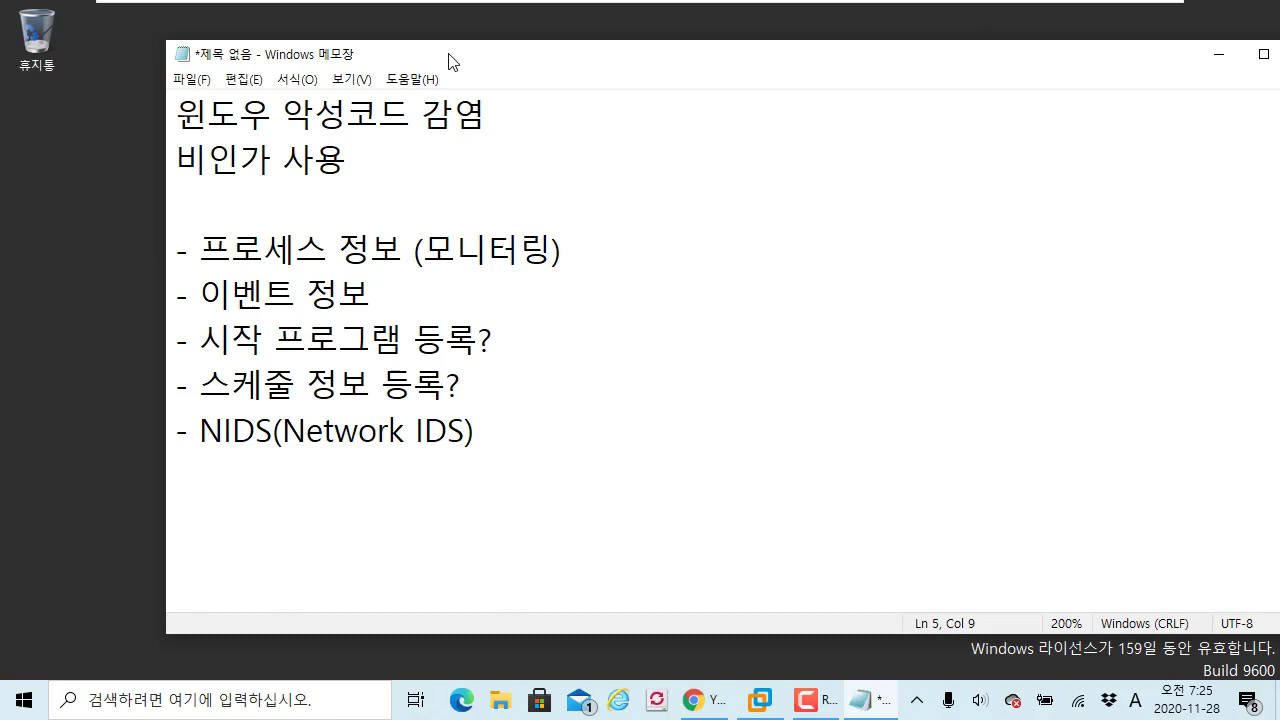 휴지통
*제목 없음 - Windows 메모장
파일(F) 편집(E) 서식(O) 보기(V) 도움말(H)
윈도우 악성코드 감염
비인가 사용
- 프로세스 정보 (모니터링)
- 이벤트 정보
- 시작 프로그램 등록?
- 스케줄 정보 등록?
- NIDS(Network IDS)
Ln 5, Col 9 200% Windows (CRLF) UTF-8
Windows 라이선스가 159일 동안 유효합니다.
Build 9600
검색하려면 여기에 입력하십시오. 1 Y... R... *... A 오전 7:25 8
2020-11-28